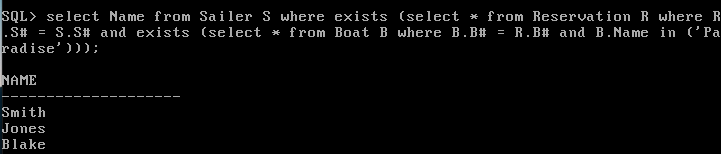 SQL> select Name from Sailer S where exists (select * from Reservation R where R
.S# = S.S# and exists (select * from Boat B where B.B# = R.B# and B.Name in ('Pa
radise')));
NAME
--------------------
Smith
Jones
Blake